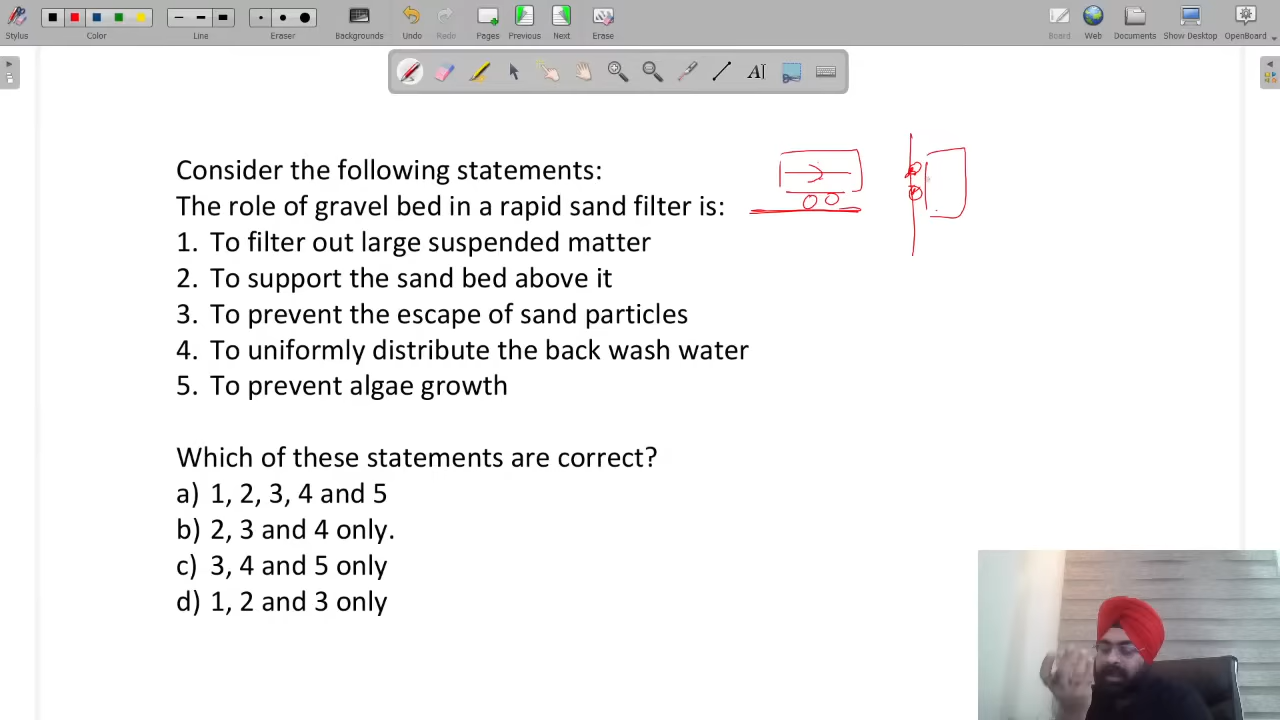 Stylus
Color
Line
Eraser
Backgrounds
Undo
Redo
Pages
Previous
Next
Erase
Board
Web
Documents
Show Desktop
OpenBoard
Consider the following statements:
The role of gravel bed in a rapid sand filter is:
1. To filter out large suspended matter
2. To support the sand bed above it
3. To prevent the escape of sand particles
4. To uniformly distribute the back wash water
5. To prevent algae growth
Which of these statements are correct?
a) 1, 2, 3, 4 and 5
b) 2, 3 and 4 only.
c) 3, 4 and 5 only
d) 1, 2 and 3 only